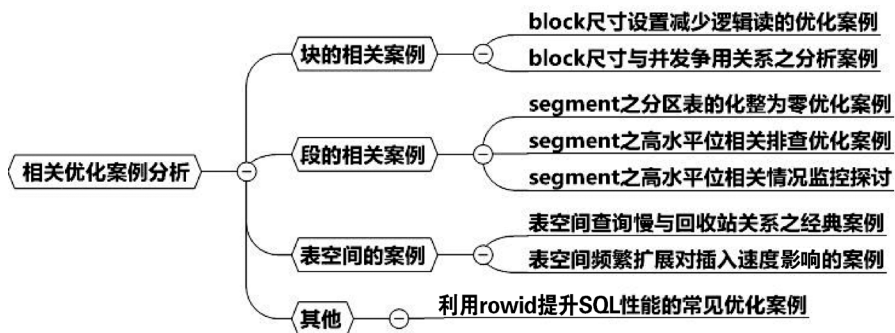 相关优化案例分析
块的相关案例
block尺寸设置减少逻辑读的优化案例
block尺寸与并发争用关系之分析案例
段的相关案例
segment之分区表的化整为零优化案例
segment之高水平位相关排查优化案例
segment之高水平位相关情况监控探讨
表空间的案例
表空间查询慢与回收站关系之经典案例
表空间频繁扩展对插入速度影响的案例
其他
利用rowid提升SQL性能的常见优化案例